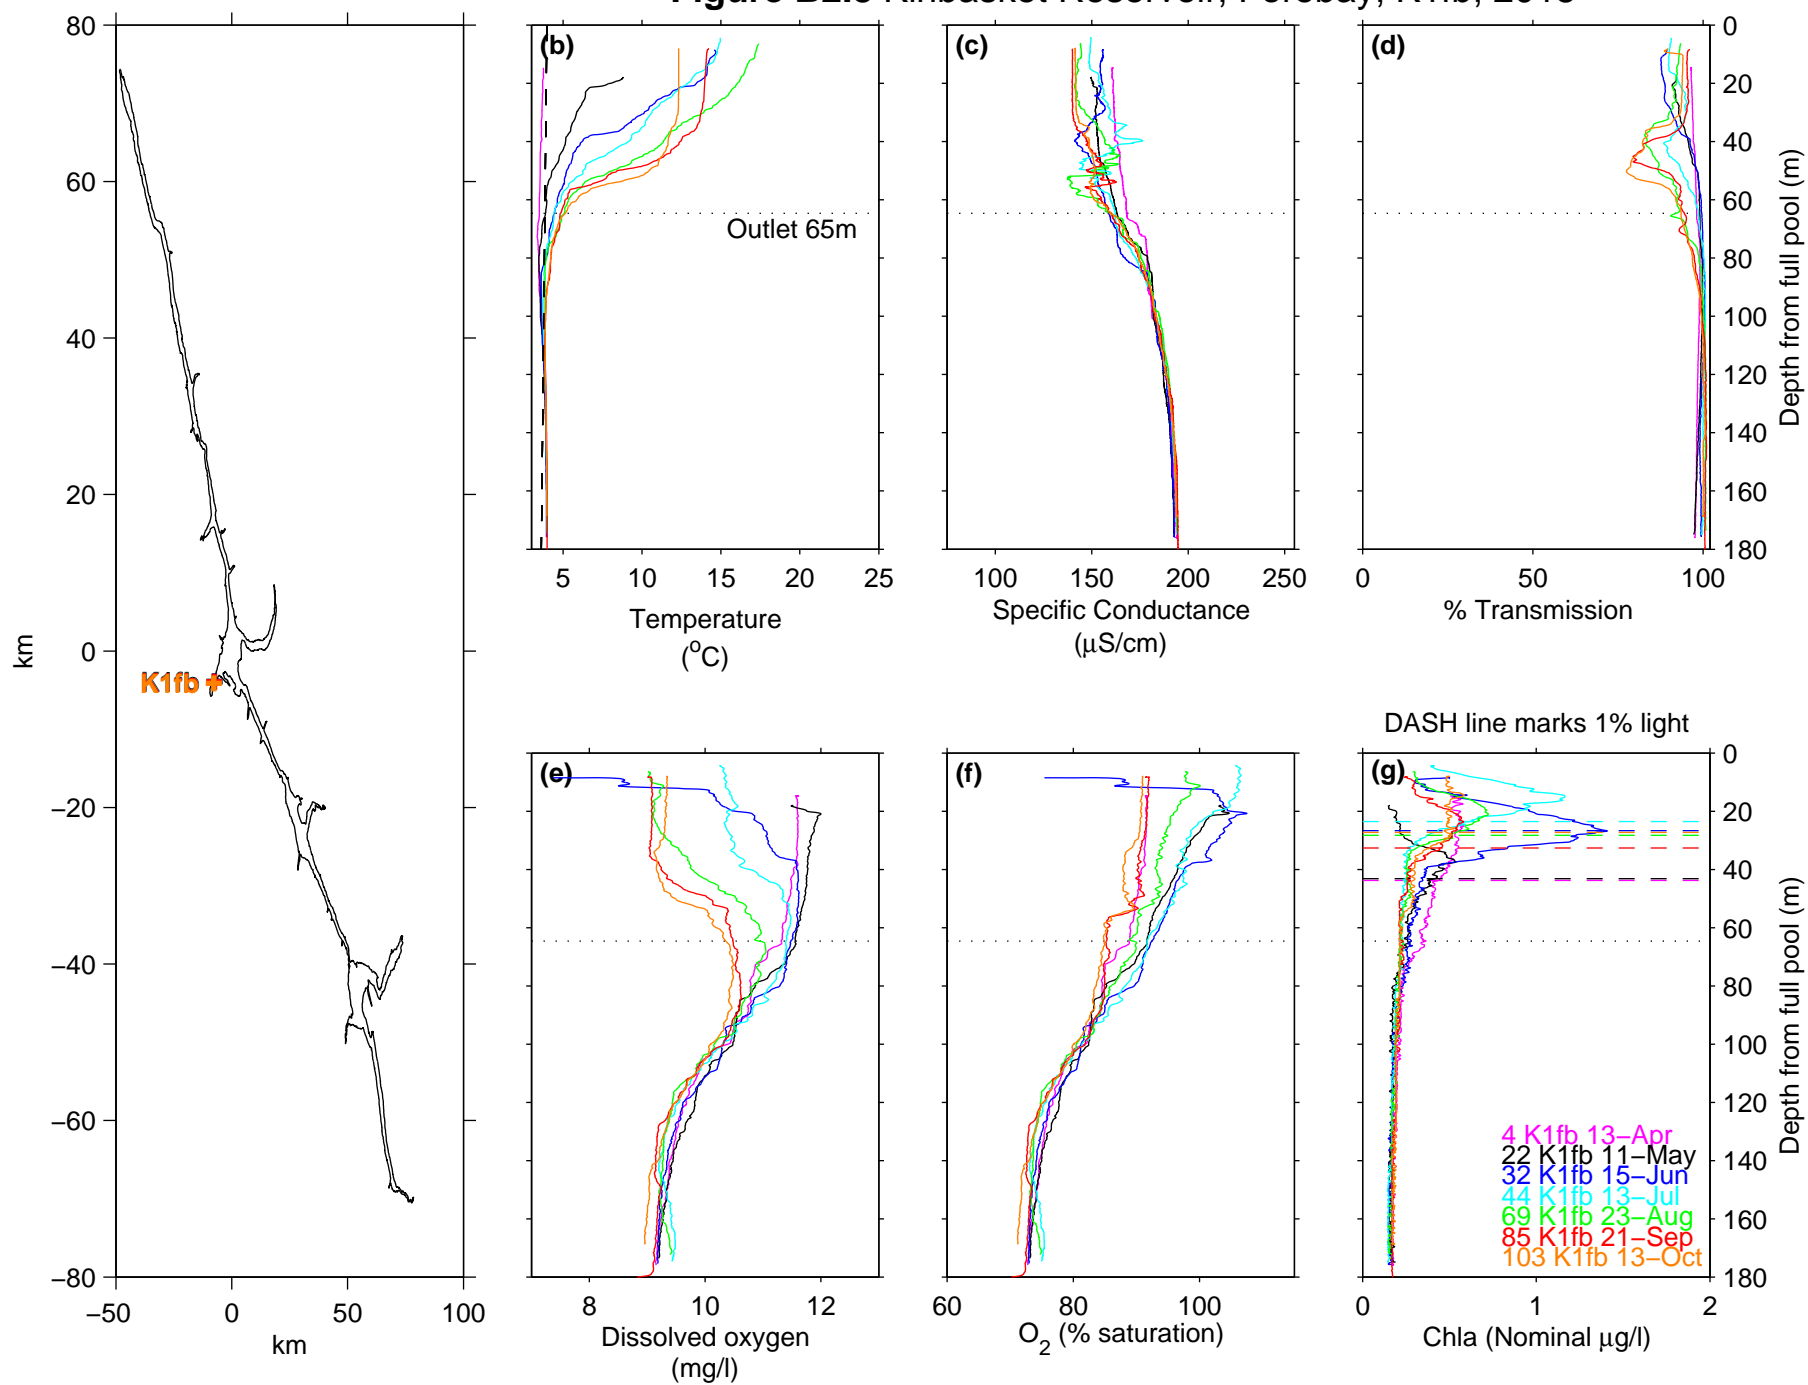 80
60
40
20
0
−20
−40
−60
−80
km
−50 0 50 100
km
K1fb
(b)
Outlet 65m
5 10 15 20 25
Temperature
(°C)
(c)
100 150 200 250
Specific Conductance
(μS/cm)
(d)
0 50 100
% Transmission
0
20
40
60
80
100
120
140
160
180
Depth from full pool (m)
(e)
8 10 12
Dissolved oxygen
(mg/l)
(f)
60 80 100
O2 (% saturation)
DASH line marks 1% light
(g)
4 K1fb 13−Apr
22 K1fb 11−May
32 K1fb 15−Jun
44 K1fb 13−Jul
69 K1fb 23−Aug
85 K1fb 21−Sep
103 K1fb 13−Oct
0 1 2
Chla (Nominal μg/l)
0
20
40
60
80
100
120
140
160
180
Depth from full pool (m)